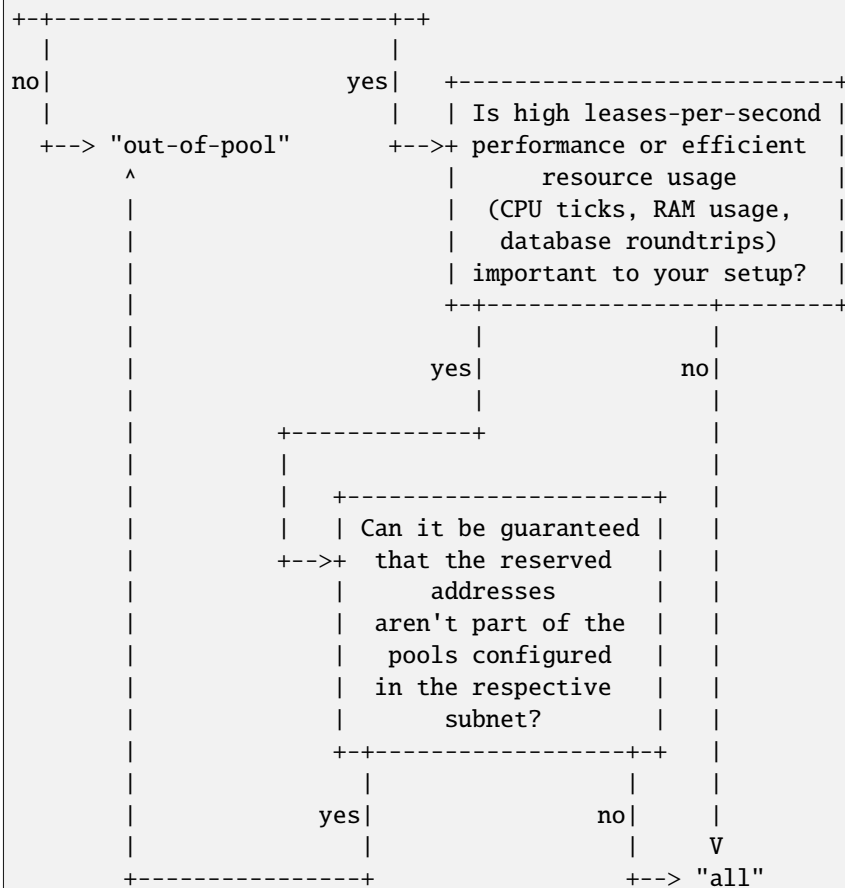 +-+-------------------------+-+
  |                         |
no|                      yes|   +----------------------------+
  |                         |   | Is high leases-per-second |
  +--> "out-of-pool"        +-->+ performance or efficient  |
        ^                       |      resource usage       |
        |                       |  (CPU ticks, RAM usage,   |
        |                       |   database roundtrips)    |
        |                       | important to your setup?  |
        |                       +-+-----------------+--------+
        |                         |                 |
        |                      yes|               no|
        |                         |                 |
        |          +--------------+                 |
        |          |                                |
        |          |   +-----------------------+    |
        |          |   | Can it be guaranteed |    |
        |          +-->+  that the reserved   |    |
        |              |      addresses       |    |
        |              |  aren't part of the  |    |
        |              |   pools configured   |    |
        |              |  in the respective   |    |
        |              |       subnet?        |    |
        |              +-+-------------------+-+    |
        |                |                   |      |
        |             yes|                 no|      |
        |                |                   |      V
        +----------------+                   +--> "all"